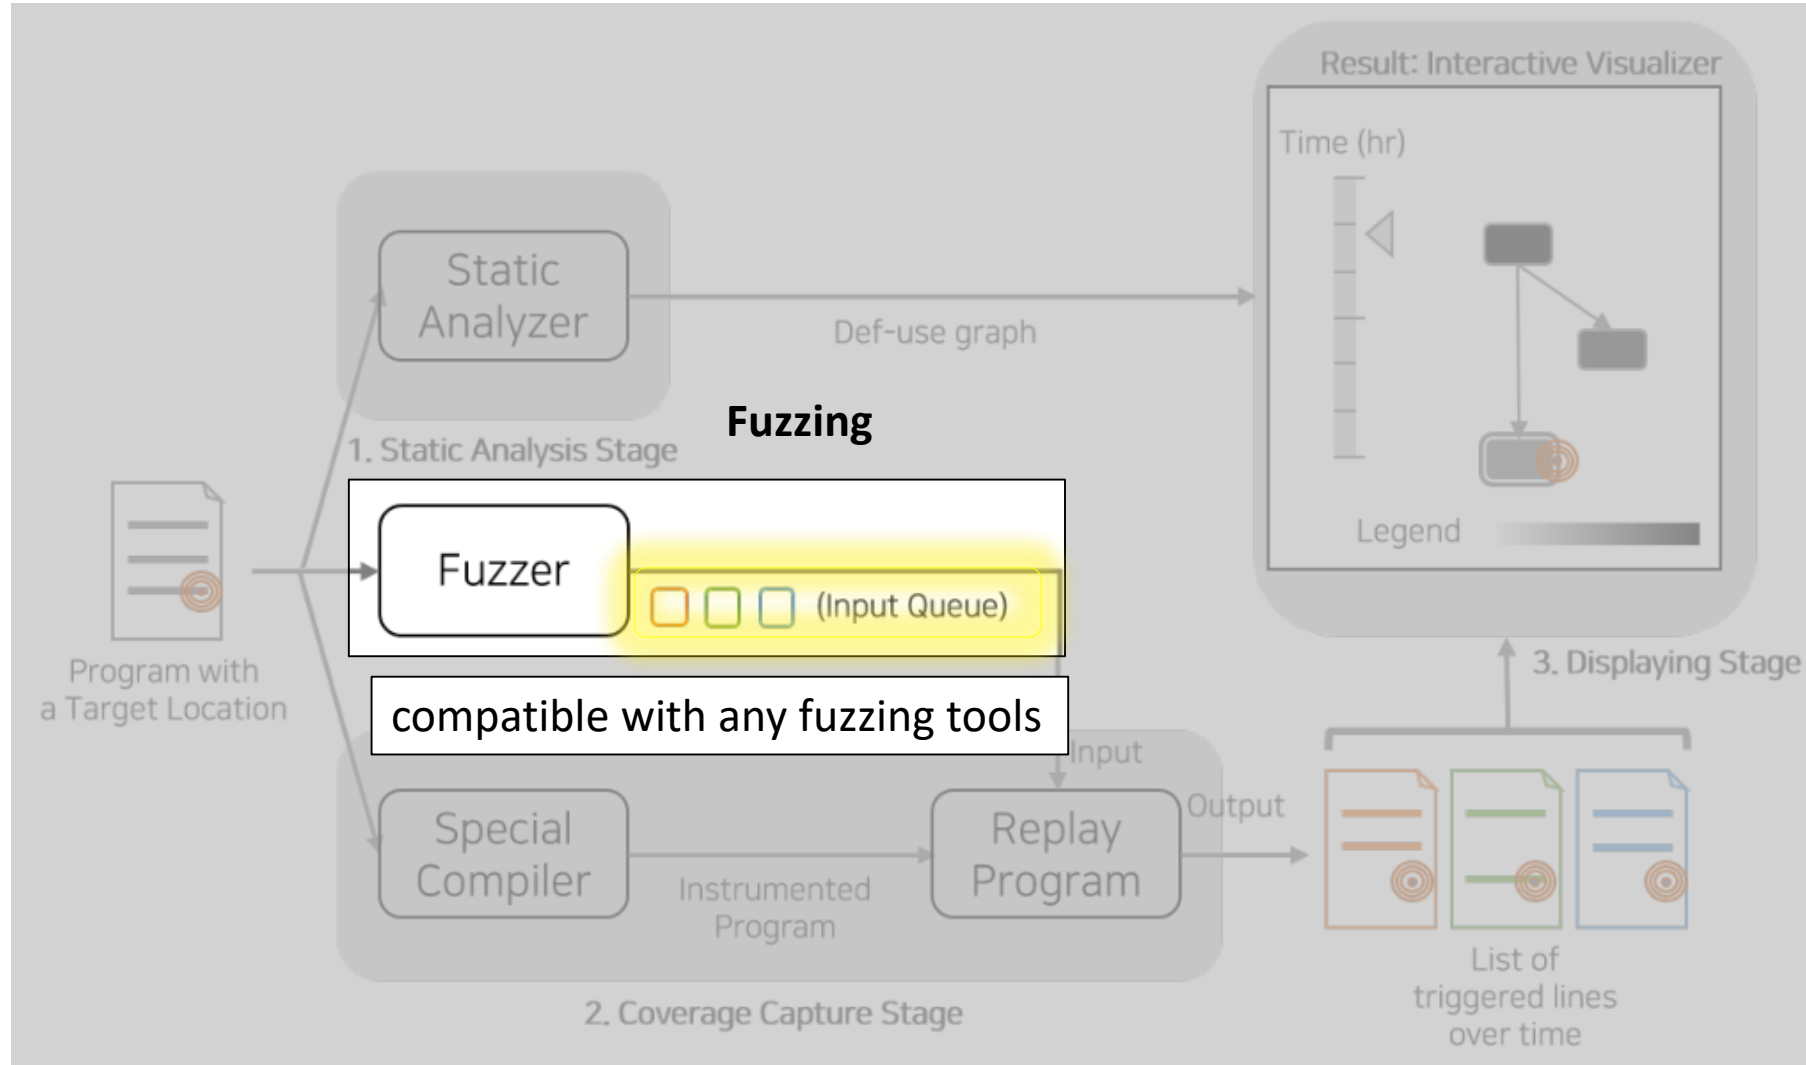 Result: Interactive Visualizer
Time (hr)
Static
Analyzer
Def-use graph
Fuzzing
1. Static Analysis Stage
Legend
Fuzzer
(Input Queue)
Program with
a Target Location
3. Displaying Stage
compatible with any fuzzing tools
Input
Output
Special
Compiler
Instrumented
Program
Replay
Program
List of
triggered lines
over time
2. Coverage Capture Stage